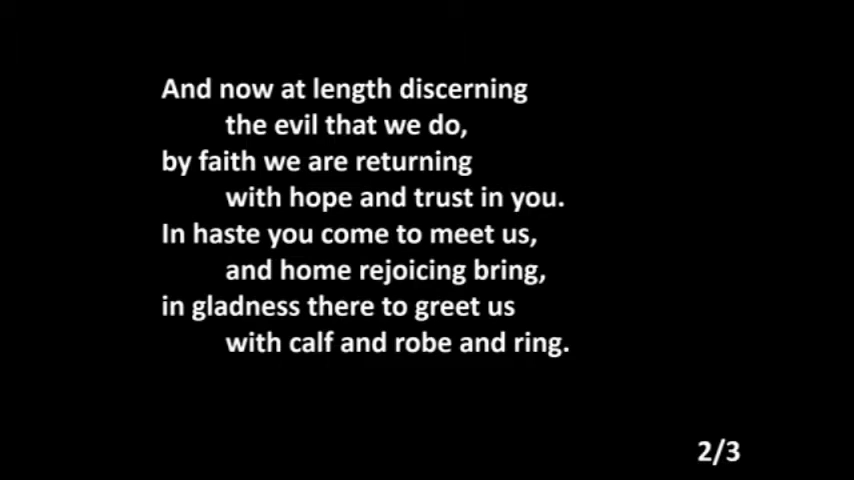 And now at length discerning
the evil that we do,
by faith we are returning
with hope and trust in you.
In haste you come to meet us,
and home rejoicing bring,
in gladness there to greet us
with calf and robe and ring.
2/3